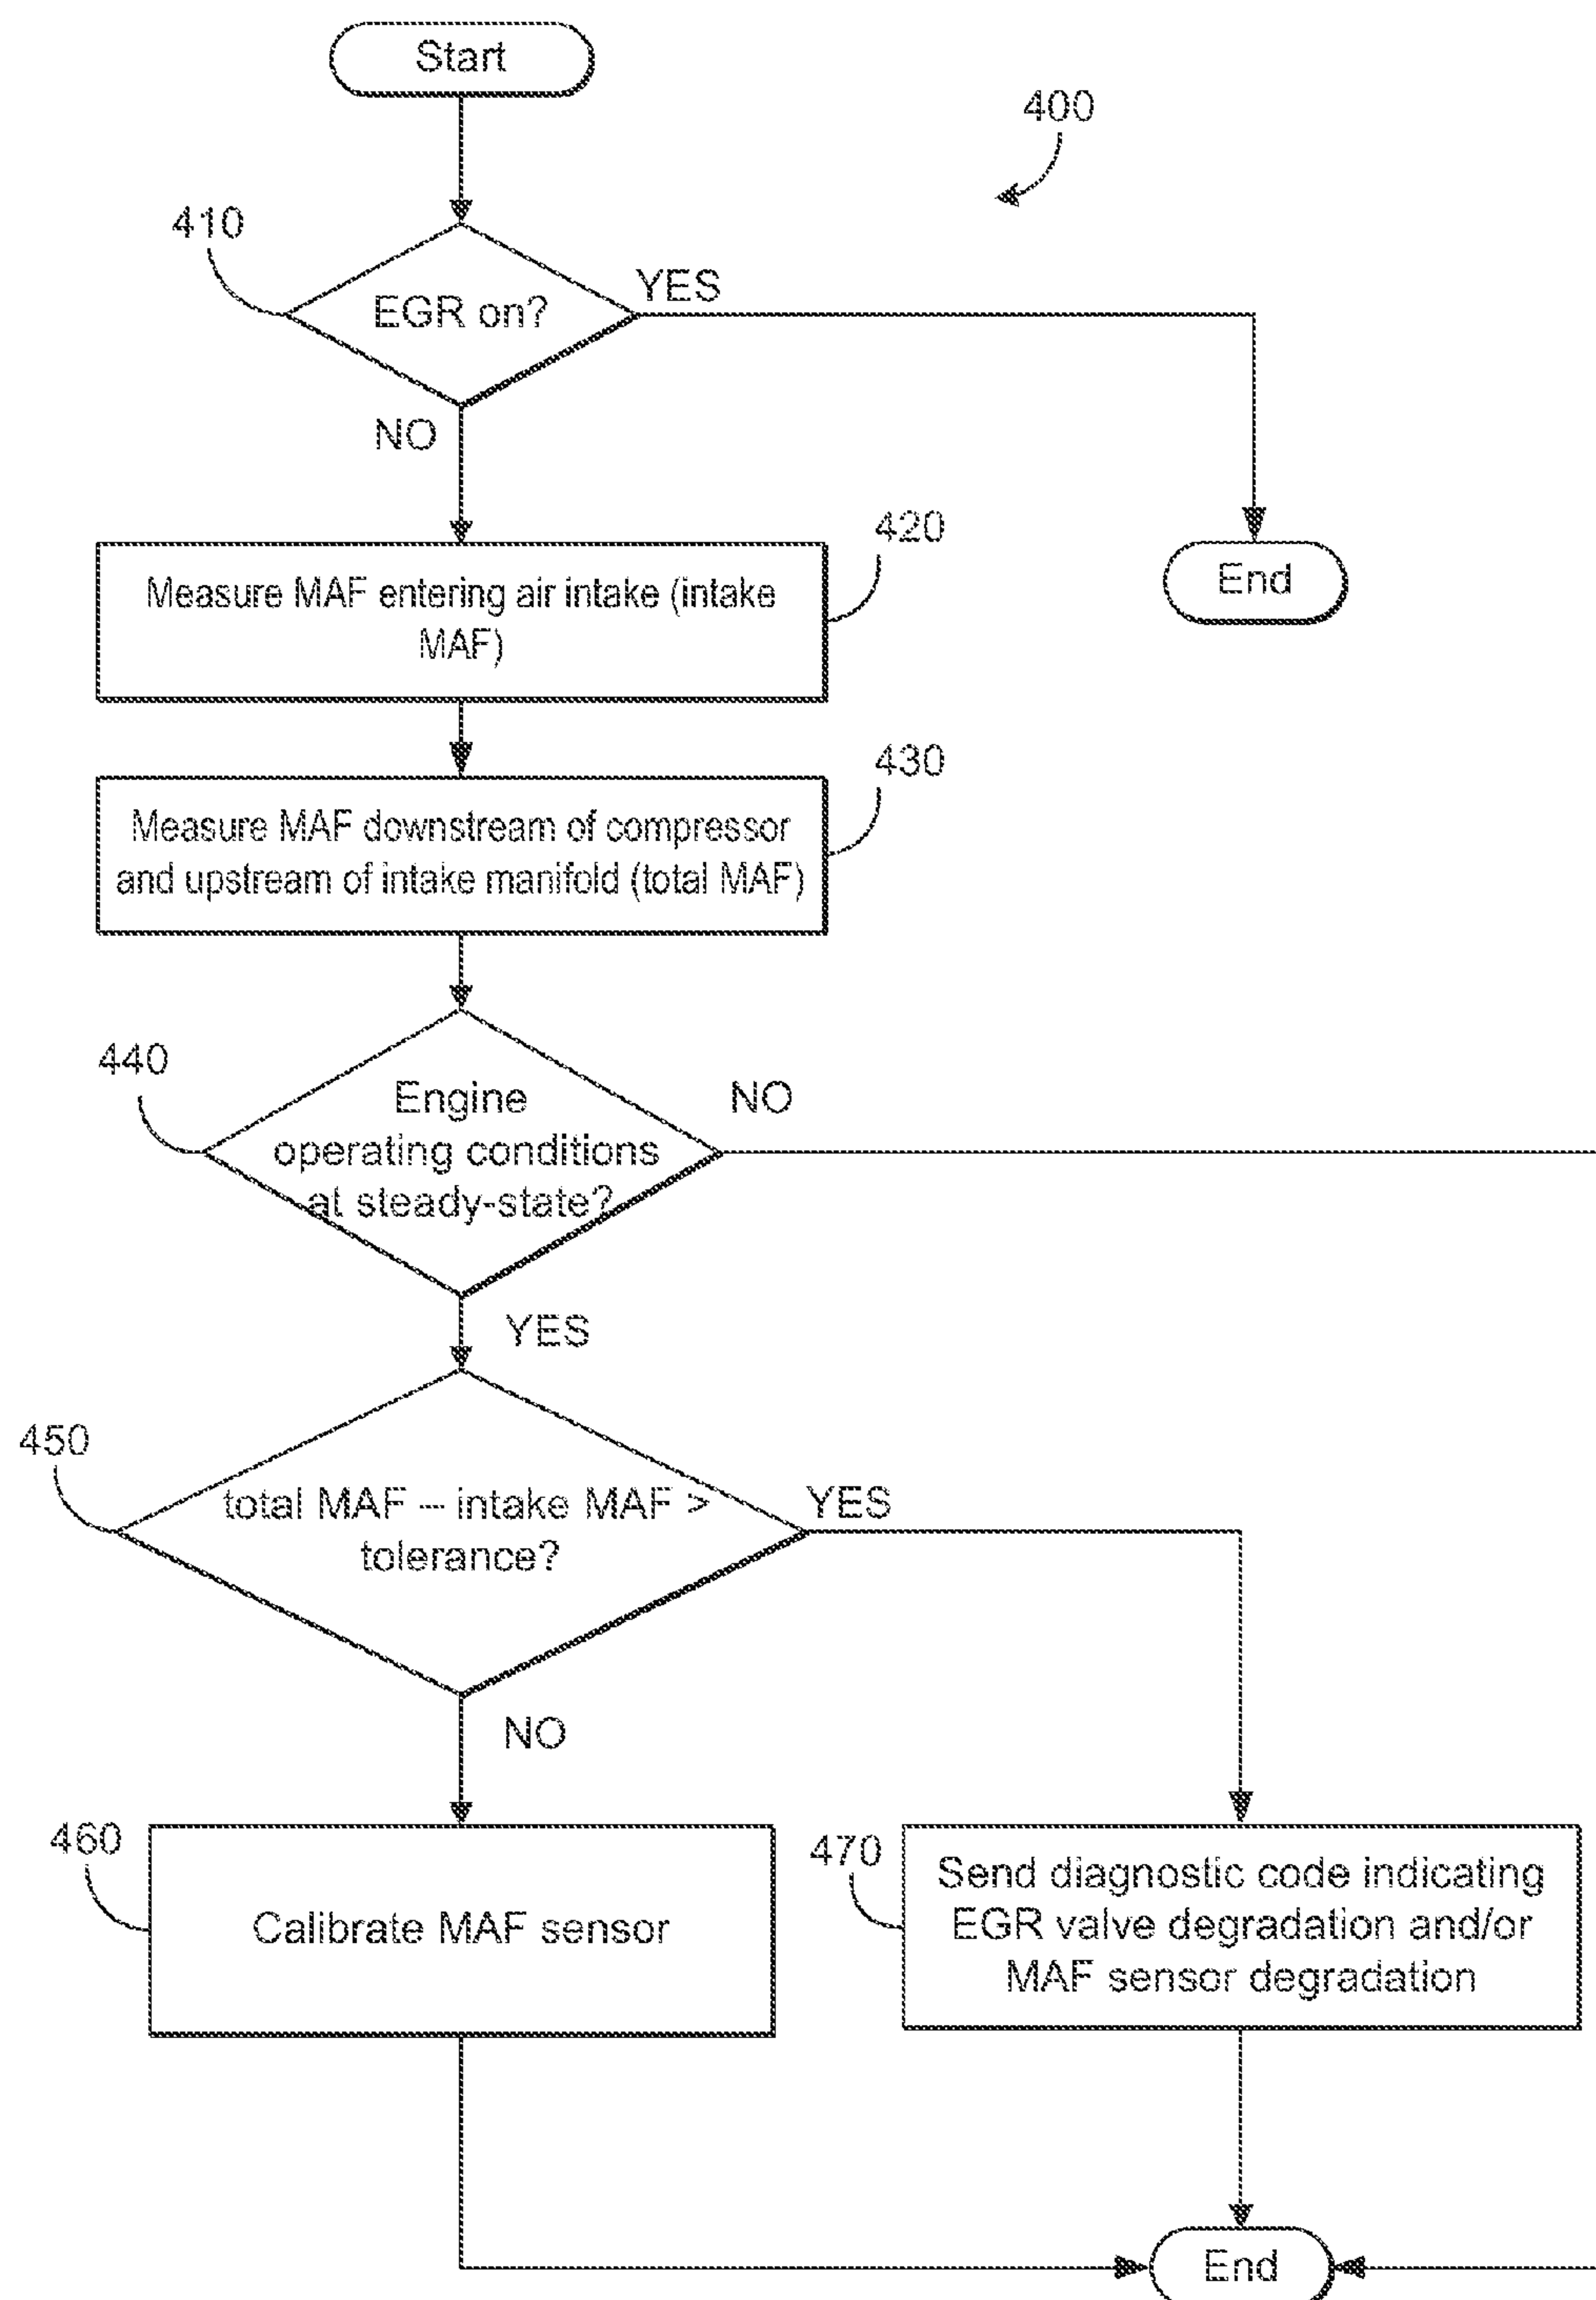 Start
400
410
EGR on?
YES
NO
420
Measure MAF entering air intake (intake
MAF)
End
430
Measure MAF downstream of compressor
and upstream of intake manifold (total MAF)
440
Engine
operating conditions
at steady-state?
NO
YES
450
total MAF -- intake MAF >
tolerance?
YES
NO
460
Calibrate MAF sensor
470
Send diagnostic code indicating
EGR valve degradation and/or
MAF sensor degradation
End